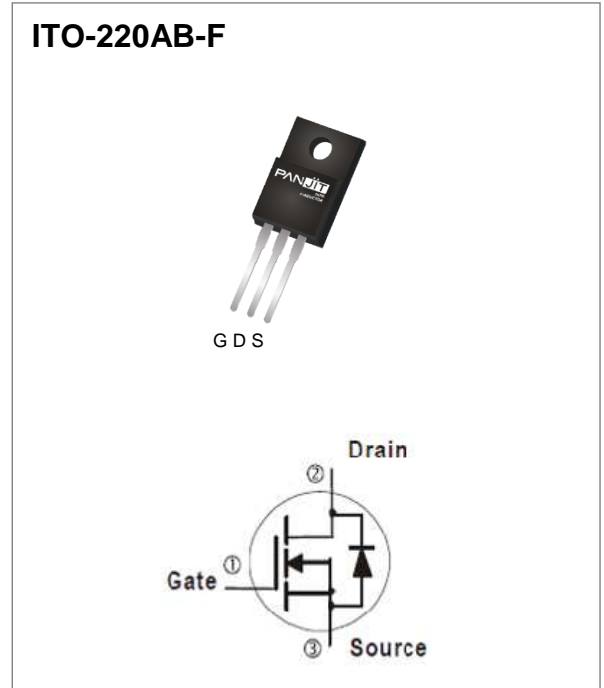 ITO-220AB-F
PANJIT
G D S
Drain
②
①
Gate
③
Source